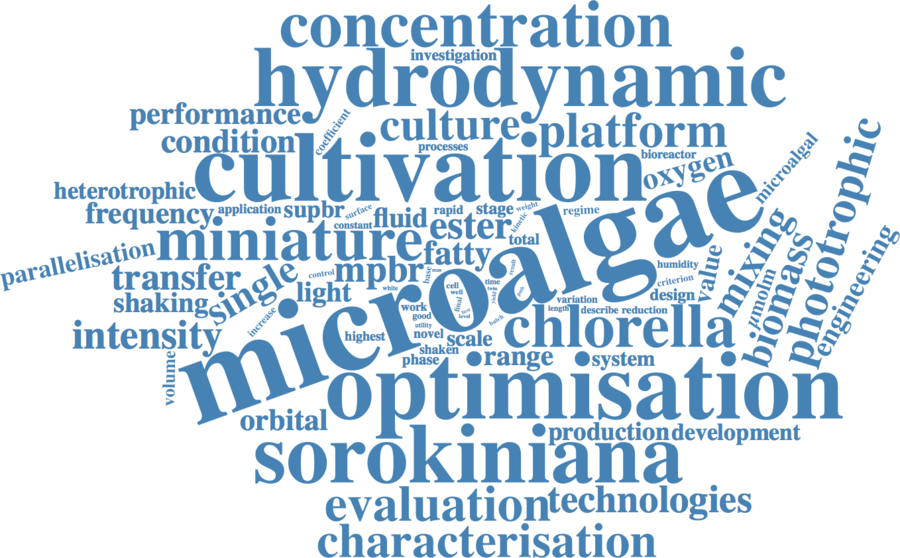 concentration
investigation
hydrodynamic
performance
coefficient
culture
platform
condition
processes
cultivation
bioreactor
oxygen
microalgal
phototrophic
heterotrophic
frequency
application
supbr
surface
constant
fluid
rapid
stage
weight
kinetic
regime
ester
microalgae
miniature
fatty
total
parallelisation
transfer
single
control
mpbr
base
humidity
criterion
value
mixing
biomass
engineering
shaking
light
white
cell
well
final
level
time
result
design
µmolm
intensity
increase
work
good
utility
novel
highest
scale
batch
variation
length
describe
reduction
chlorella
volume
shaken
phase
range
system
optimisation
orbital
production
development
sorokiniana
evaluation
technologies
characterisation